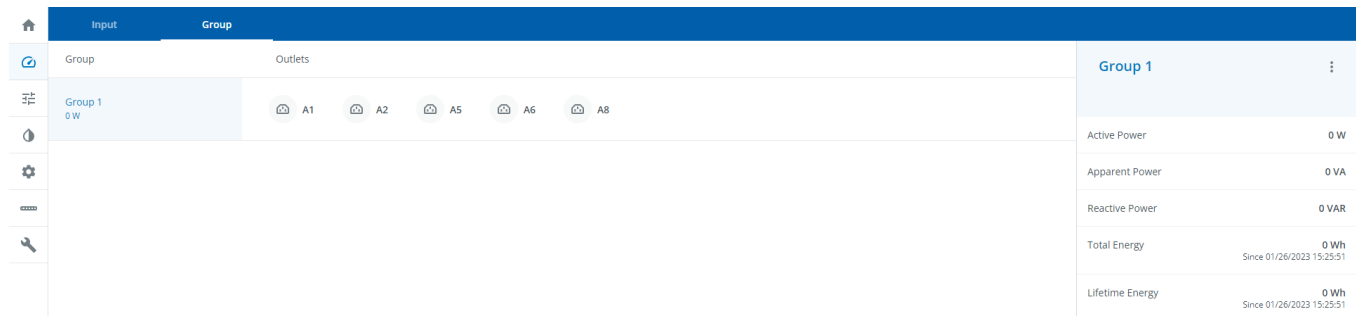 Input Group
Group Outlets
Group 1
0 W
A1 A2 A5 A6 A8
Group 1
Active Power 0 W
Apparent Power 0 VA
Reactive Power 0 VAR
Total Energy 0 Wh
Since 01/26/2023 15:25:51
Lifetime Energy 0 Wh
Since 01/26/2023 15:25:51